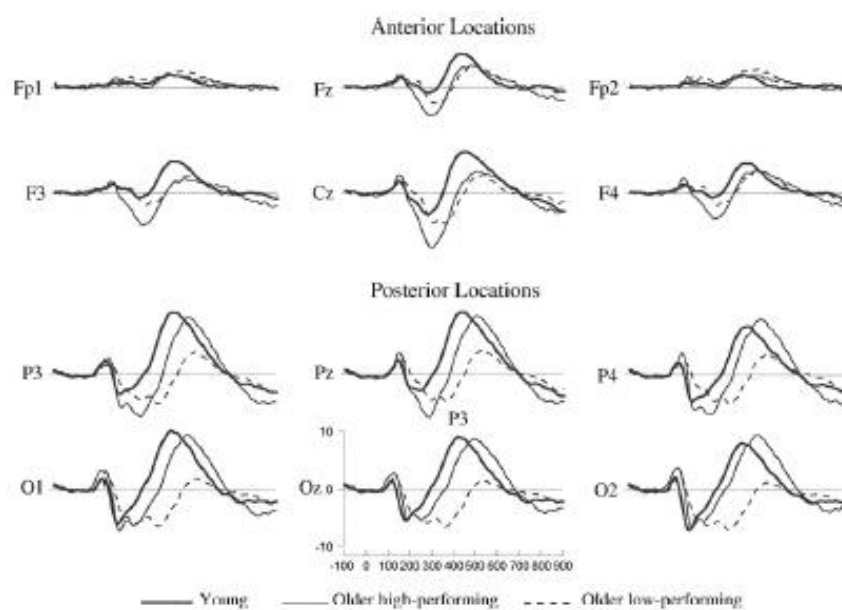 Anterior Locations
Fp1 Fz Fp2
F3 Cz F4
Posterior Locations
P3 Pz P4
P3
O1 Oz O2
10
0
-10
-100 0 100 200 300 400 500 600 700 800 900
Young Older high-performing Older low-performing